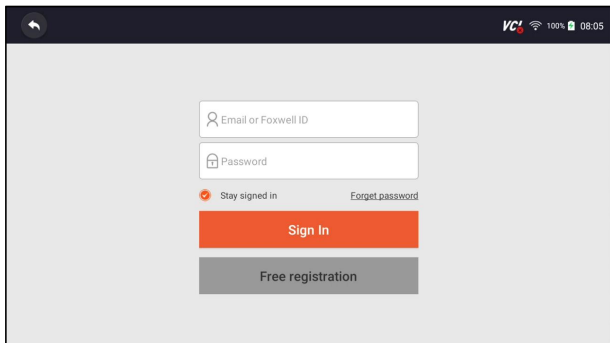 VCI 100% 08:05
Email or Foxwell ID
Password
Stay signed in Forget password
Sign In
Free registration